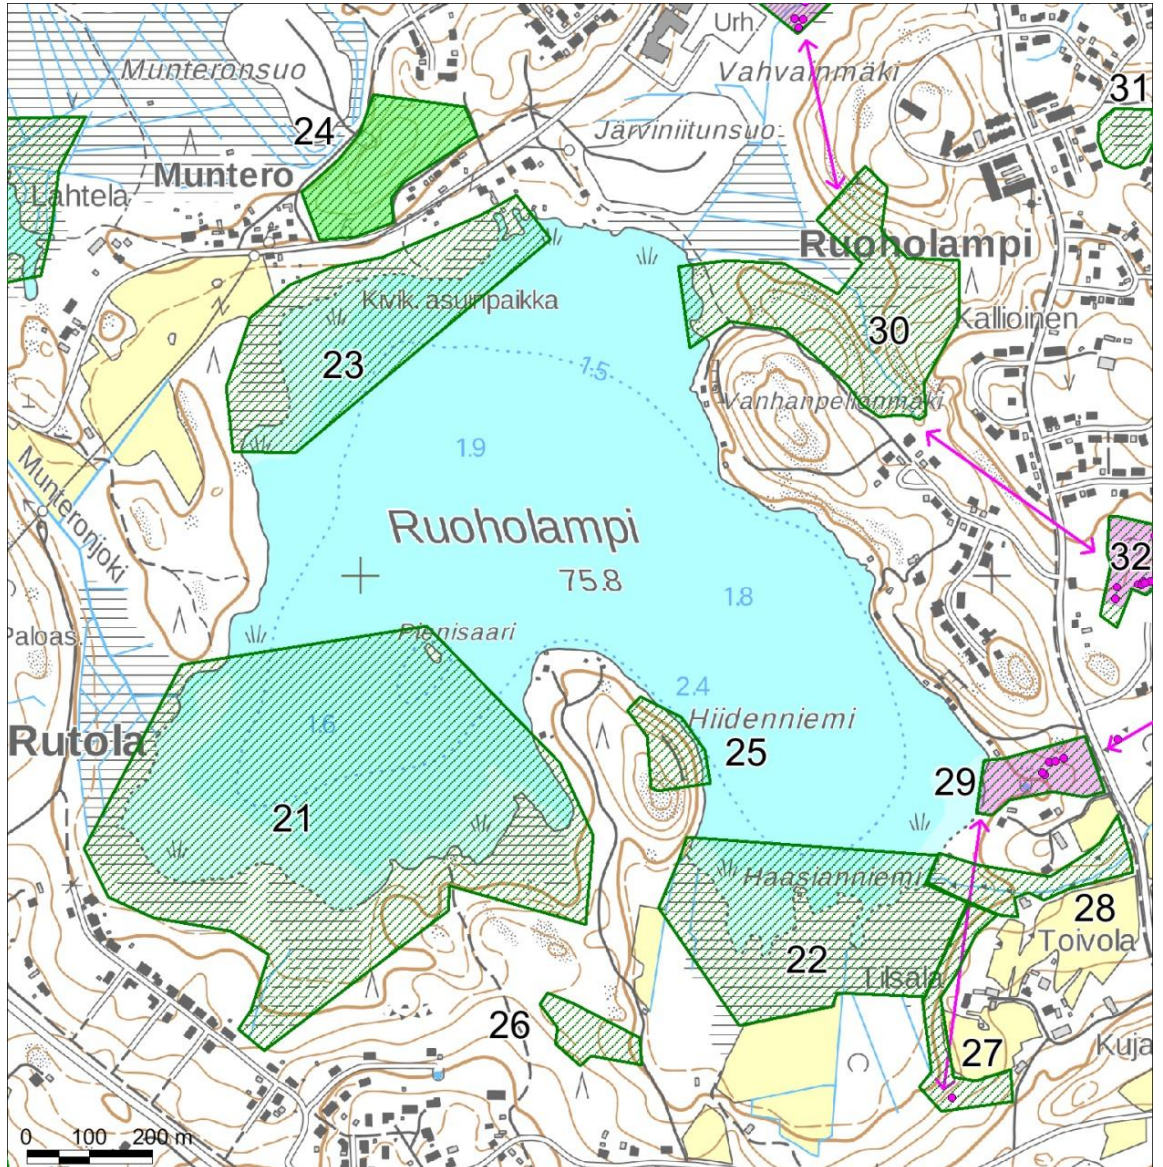 Urh.
Munteronsuo
Vahvainmäki
31
24
Järviniitunsuo
Muntero
Lahtela
Ruoholampi
Kivik. asuinpaikka
Kallioinen
30
23
1.5
Vanhanpellonmäki
1.9
Munteronjoki
Ruoholampi
32
75.8
1.8
Pienisaari
Paloas.
2.4
Hiidenniemi
1.6
Rutola
25
29
21
Haasianniemi
28
Toivola
22
Tilsala
26
27
Kuja
0 100 200 m